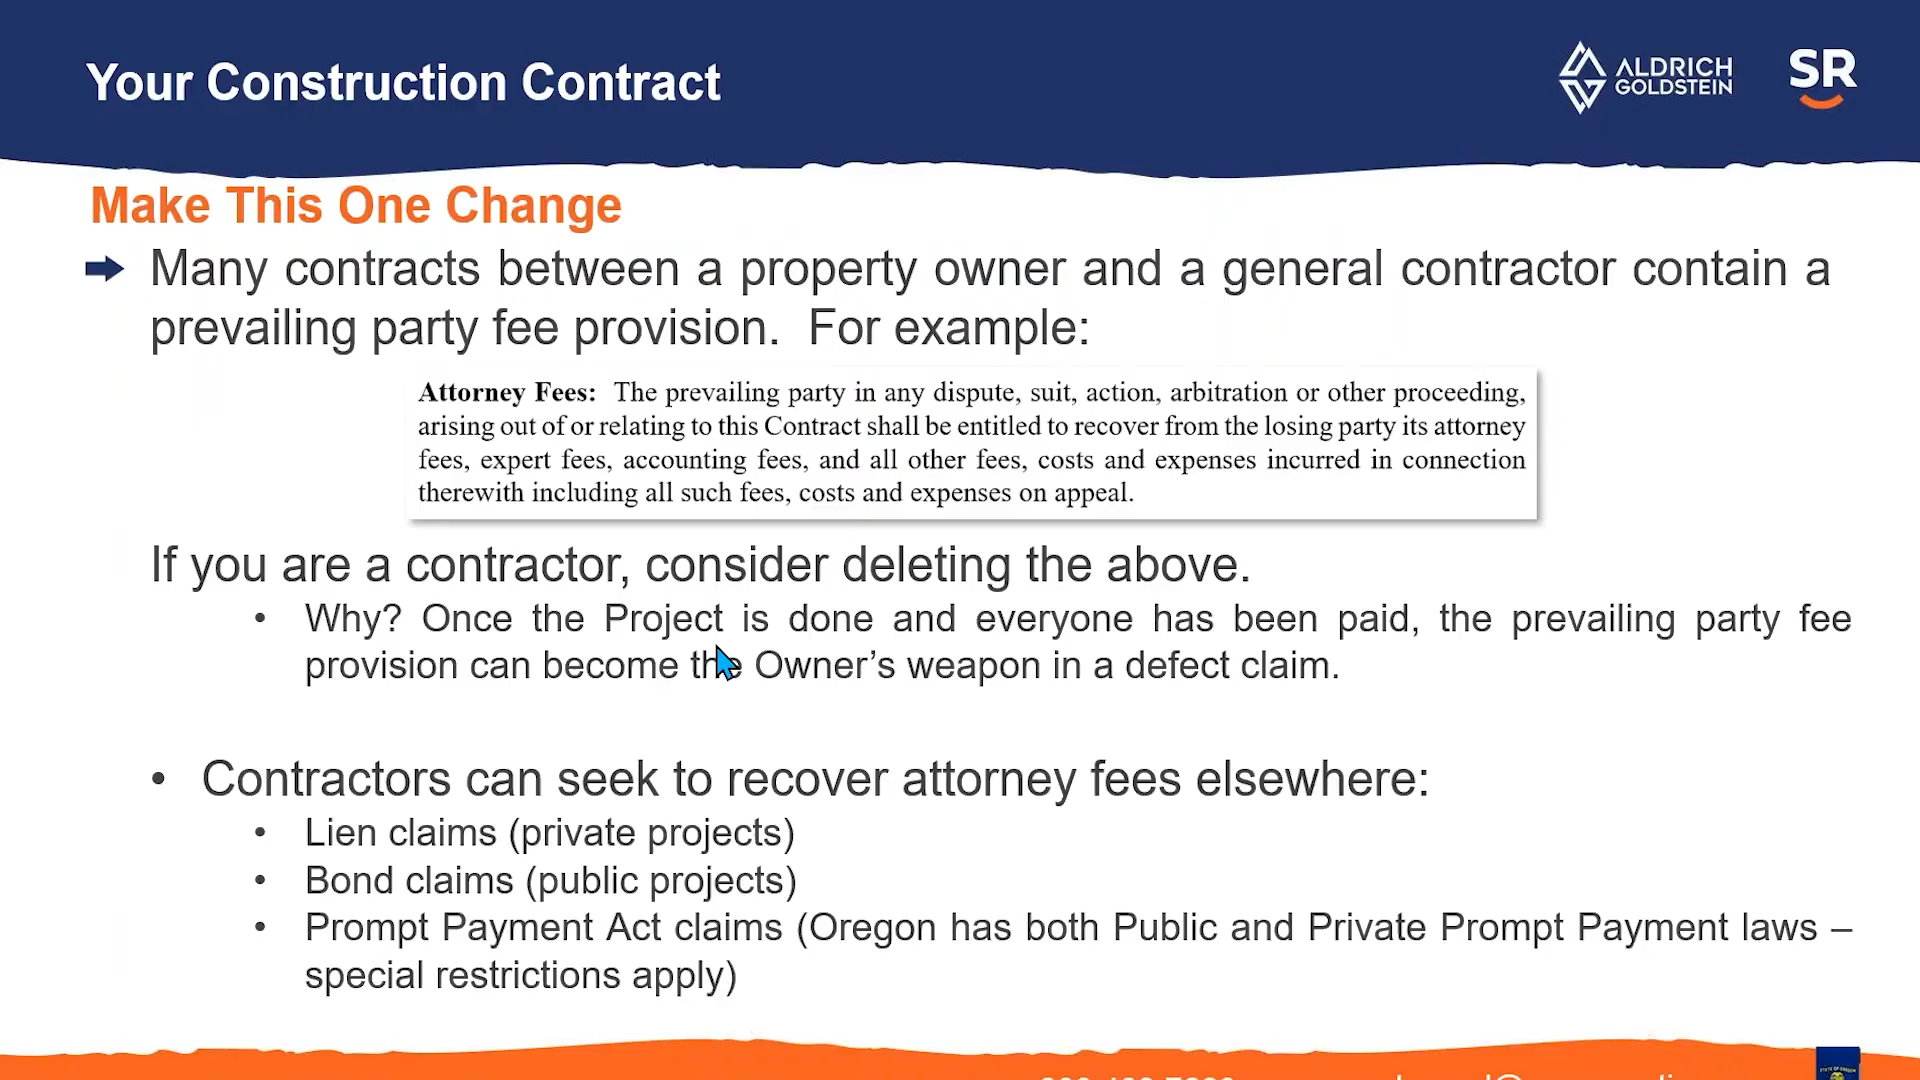 Your Construction Contract
ALDRICH
GOLDSTEIN
SR
Make This One Change
Many contracts between a property owner and a general contractor contain a
prevailing party fee provision. For example:
Attorney Fees: The prevailing party in any dispute, suit, action, arbitration or other proceeding,
arising out of or relating to this Contract shall be entitled to recover from the losing party its attorney
fees, expert fees, accounting fees, and all other fees, costs and expenses incurred in connection
therewith including all such fees, costs and expenses on appeal.
If you are a contractor, consider deleting the above.
• Why? Once the Project is done and everyone has been paid, the prevailing party fee
provision can become the Owner’s weapon in a defect claim.
• Contractors can seek to recover attorney fees elsewhere:
• Lien claims (private projects)
• Bond claims (public projects)
• Prompt Payment Act claims (Oregon has both Public and Private Prompt Payment laws –
special restrictions apply)
STATE OF OREGON